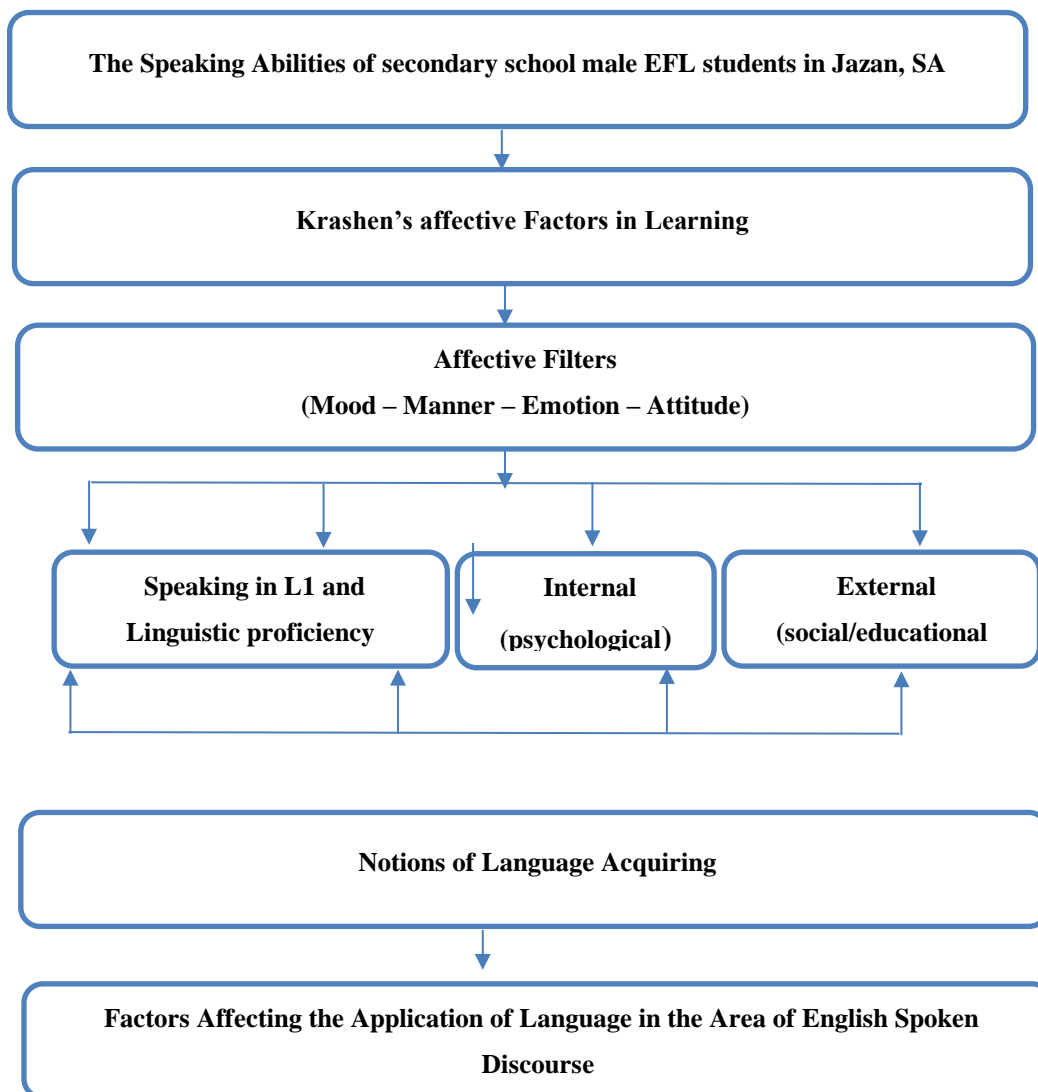 The Speaking Abilities of secondary school male EFL students in Jazan, SA
Krashen’s affective Factors in Learning
Affective Filters
(Mood – Manner – Emotion – Attitude)
Speaking in L1 and
Linguistic proficiency
Internal
(psychological)
External
(social/educational
Notions of Language Acquiring
Factors Affecting the Application of Language in the Area of English Spoken
Discourse